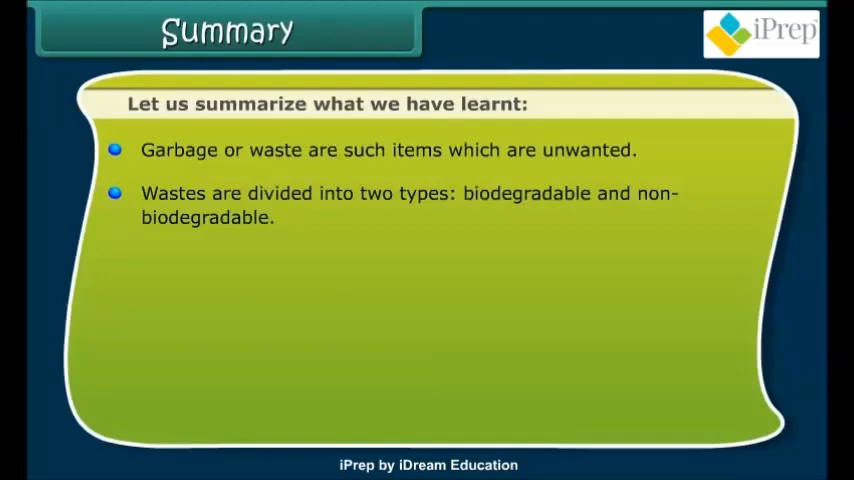 Summary
iPrep
Let us summarize what we have learnt:
Garbage or waste are such items which are unwanted.
Wastes are divided into two types: biodegradable and non-
biodegradable.
iPrep by iDream Education